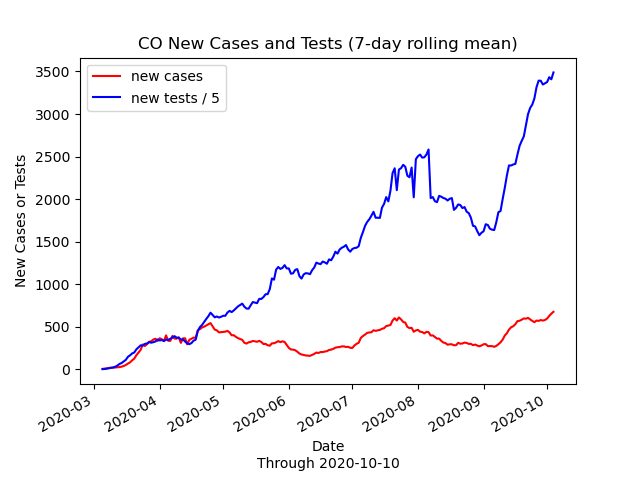 CO New Cases and Tests (7-day rolling mean)
new cases
new tests / 5
New Cases or Tests
3500
3000
2500
2000
1500
1000
500
0
2020-03
2020-04
2020-05
2020-06
2020-07
2020-08
2020-09
2020-10
Date
Through 2020-10-10